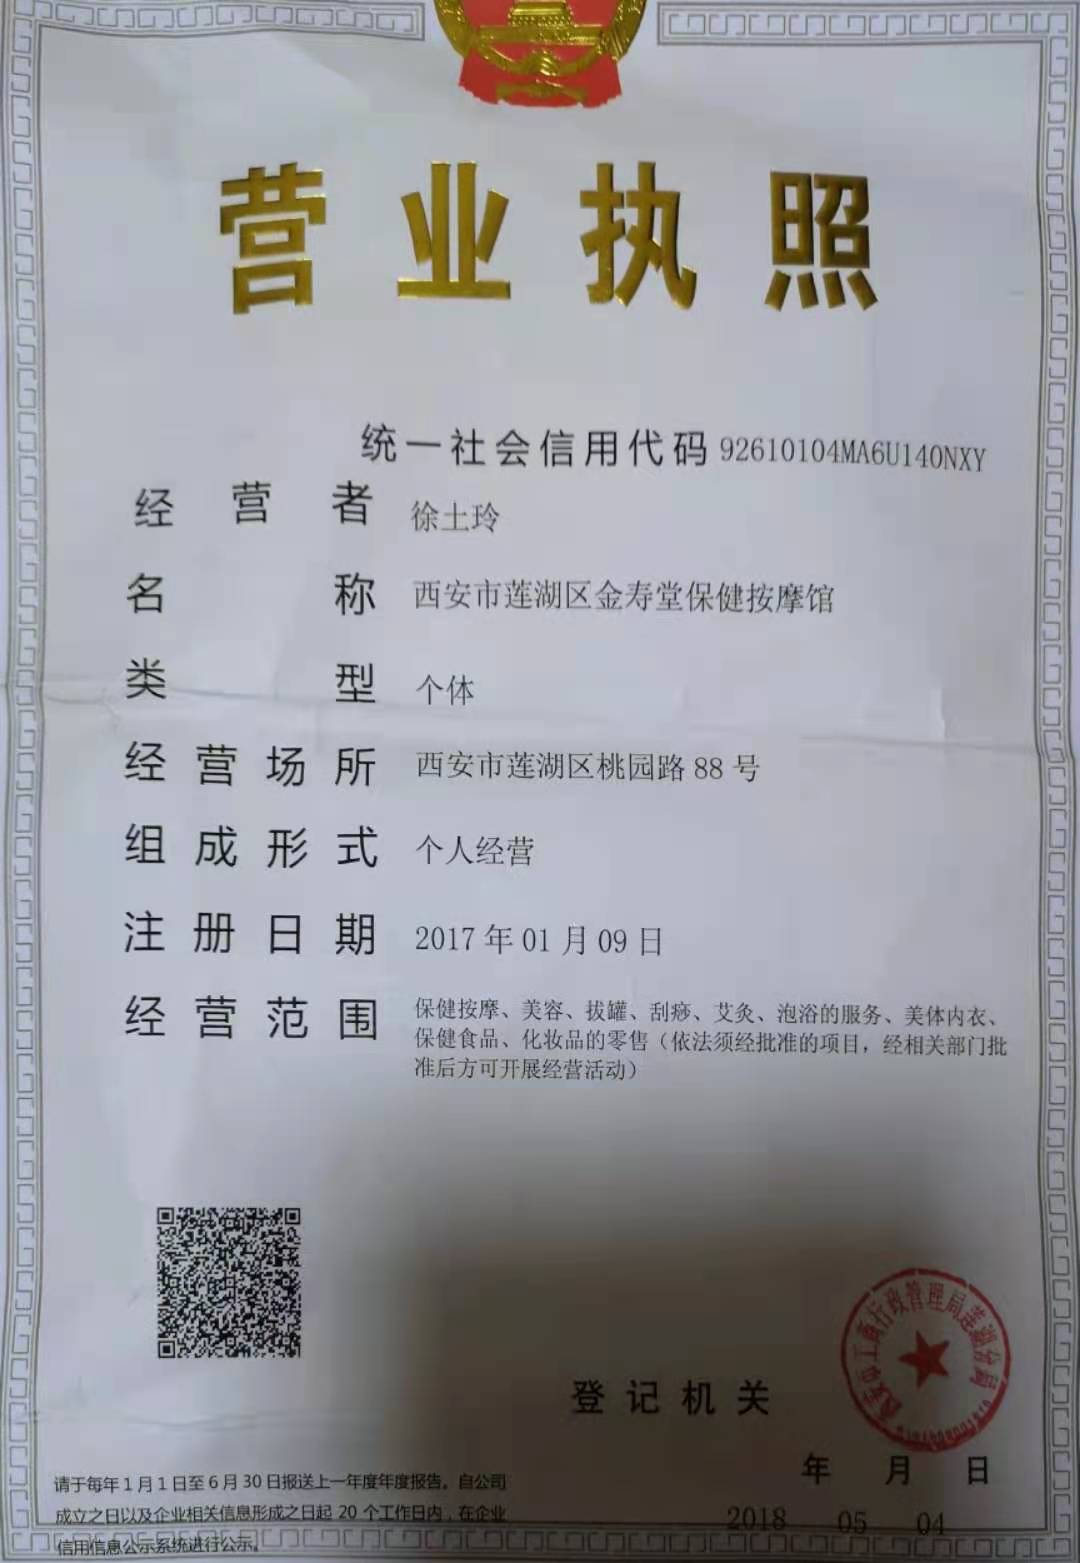 营业执照
统一社会信用代码 92610104MA6U140NXY
经营者 徐土玲
名称 西安市莲湖区金寿堂保健按摩馆
类型 个体
经营场所 西安市莲湖区桃园路 88 号
组成形式 个人经营
注册日期 2017 年 01 月 09 日
经营范围 保健按摩、美容、拔罐、刮痧、艾灸、泡浴的服务、美体内衣、
保健食品、化妆品的零售（依法须经批准的项目，经相关部门批
准后方可开展经营活动）
西安市工商行政管理局莲湖分局
登记机关
年 月 日
2018 05 04
请于每年 1 月 1 日至 6 月 30 日报送上一年度年度报告。自公司
成立之日以及企业相关信息形成之日起 20 个工作日内，在企业
信用信息公示系统进行公示。